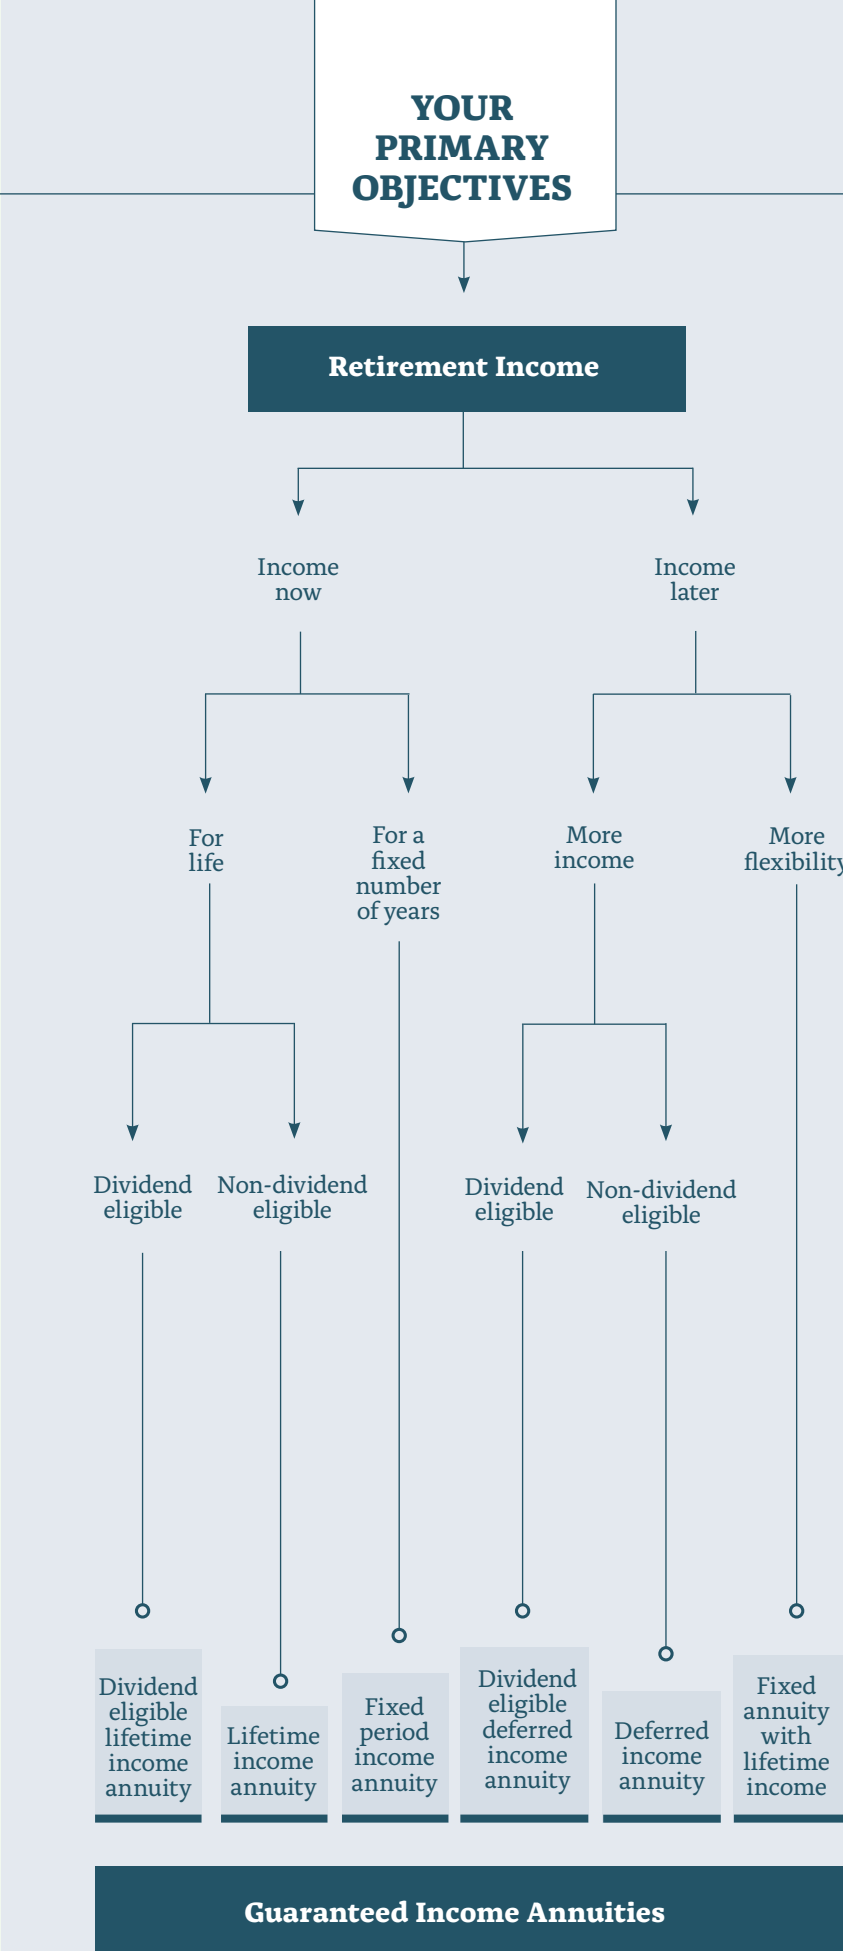 YOUR
PRIMARY
OBJECTIVES
Retirement Income
Income
now
Income
later
For
life
For a
fixed
number
of years
More
income
More
flexibility
Dividend
eligible
Non-dividend
eligible
Dividend
eligible
Non-dividend
eligible
Dividend
eligible
lifetime
income
annuity
Lifetime
income
annuity
Fixed
period
income
annuity
Dividend
eligible
deferred
income
annuity
Deferred
income
annuity
Fixed
annuity
with
lifetime
income
Guaranteed Income Annuities